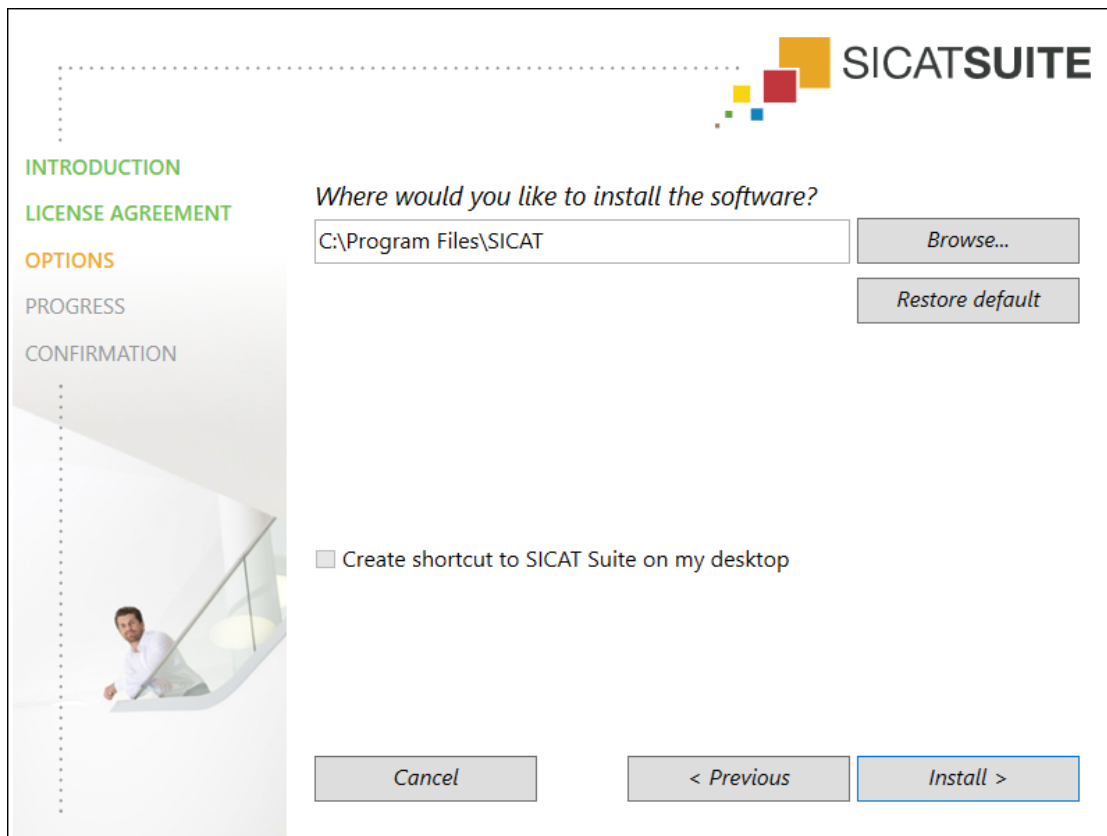 SICATSUITE
INTRODUCTION
LICENSE AGREEMENT
OPTIONS
PROGRESS
CONFIRMATION
Where would you like to install the software?
C:\Program Files\SICAT
Browse...
Restore default
Create shortcut to SICAT Suite on my desktop
Cancel
< Previous
Install >